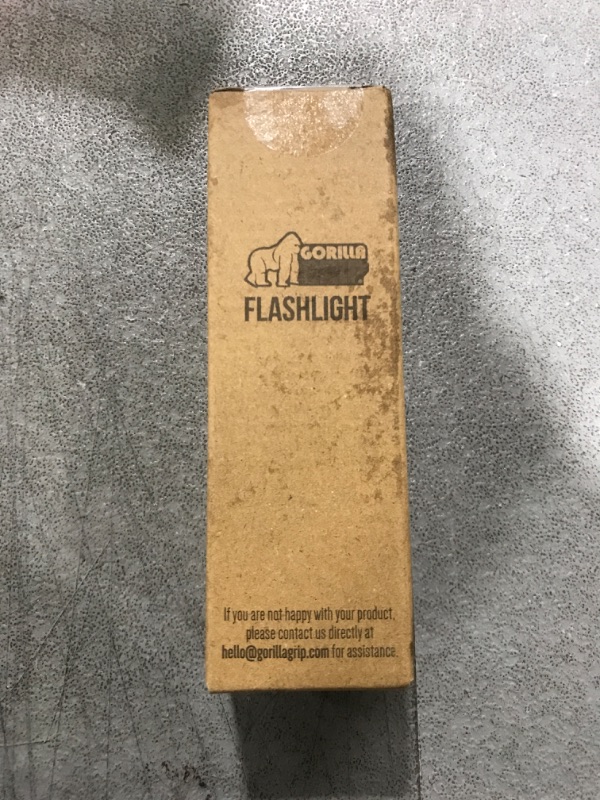 GORILLA
FLASHLIGHT
If you are not happy with your product,
please contact us directly at
hello@gorillagrip.com for assistance.